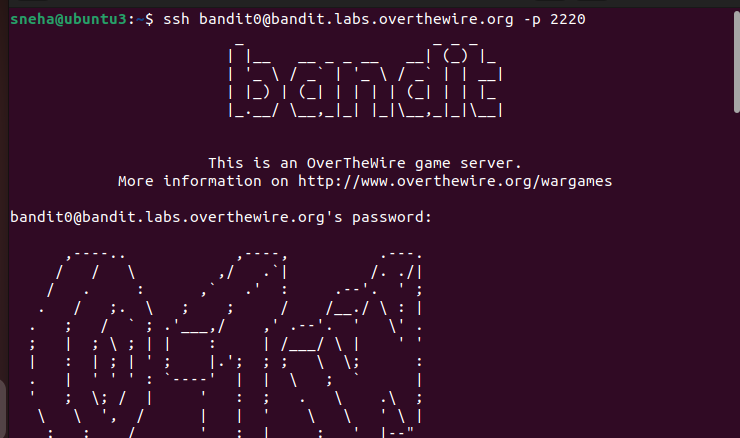 sneha@ubuntu3:~$ ssh bandit0@bandit.labs.overthewire.org -p 2220
bandit
This is an OverTheWire game server.
More information on http://www.overthewire.org/wargames
bandit0@bandit.labs.overthewire.org's password: